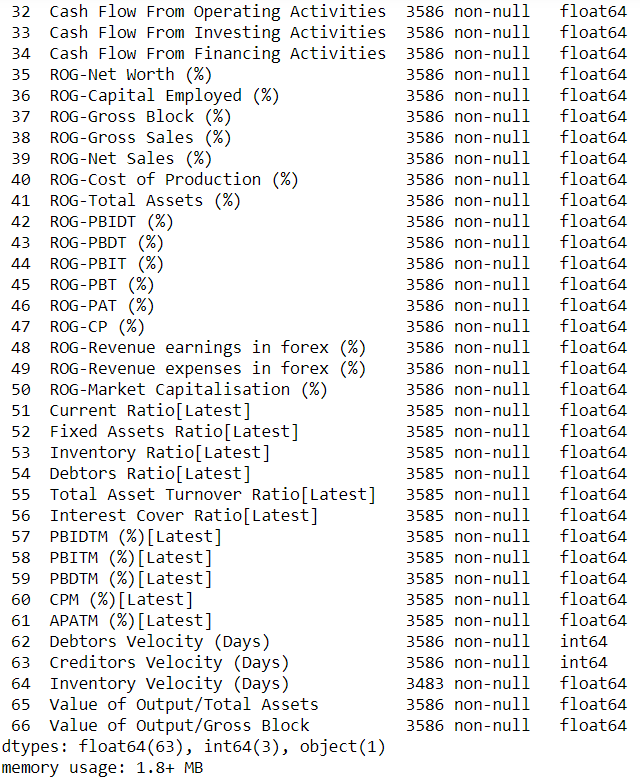 32 Cash Flow From Operating Activities 3586 non-null float64
33 Cash Flow From Investing Activities 3586 non-null float64
34 Cash Flow From Financing Activities 3586 non-null float64
35 ROG-Net Worth (%) 3586 non-null float64
36 ROG-Capital Employed (%) 3586 non-null float64
37 ROG-Gross Block (%) 3586 non-null float64
38 ROG-Gross Sales (%) 3586 non-null float64
39 ROG-Net Sales (%) 3586 non-null float64
40 ROG-Cost of Production (%) 3586 non-null float64
41 ROG-Total Assets (%) 3586 non-null float64
42 ROG-PBIDT (%) 3586 non-null float64
43 ROG-PBDT (%) 3586 non-null float64
44 ROG-PBIT (%) 3586 non-null float64
45 ROG-PBT (%) 3586 non-null float64
46 ROG-PAT (%) 3586 non-null float64
47 ROG-CP (%) 3586 non-null float64
48 ROG-Revenue earnings in forex (%) 3586 non-null float64
49 ROG-Revenue expenses in forex (%) 3586 non-null float64
50 ROG-Market Capitalisation (%) 3586 non-null float64
51 Current Ratio[Latest] 3585 non-null float64
52 Fixed Assets Ratio[Latest] 3585 non-null float64
53 Inventory Ratio[Latest] 3585 non-null float64
54 Debtors Ratio[Latest] 3585 non-null float64
55 Total Asset Turnover Ratio[Latest] 3585 non-null float64
56 Interest Cover Ratio[Latest] 3585 non-null float64
57 PBIDTM (%)[Latest] 3585 non-null float64
58 PBITM (%)[Latest] 3585 non-null float64
59 PBDTM (%)[Latest] 3585 non-null float64
60 CPM (%)[Latest] 3585 non-null float64
61 APATM (%)[Latest] 3585 non-null float64
62 Debtors Velocity (Days) 3586 non-null int64
63 Creditors Velocity (Days) 3586 non-null int64
64 Inventory Velocity (Days) 3483 non-null float64
65 Value of Output/Total Assets 3586 non-null float64
66 Value of Output/Gross Block 3586 non-null float64
dtypes: float64(63), int64(3), object(1)
memory usage: 1.8+ MB